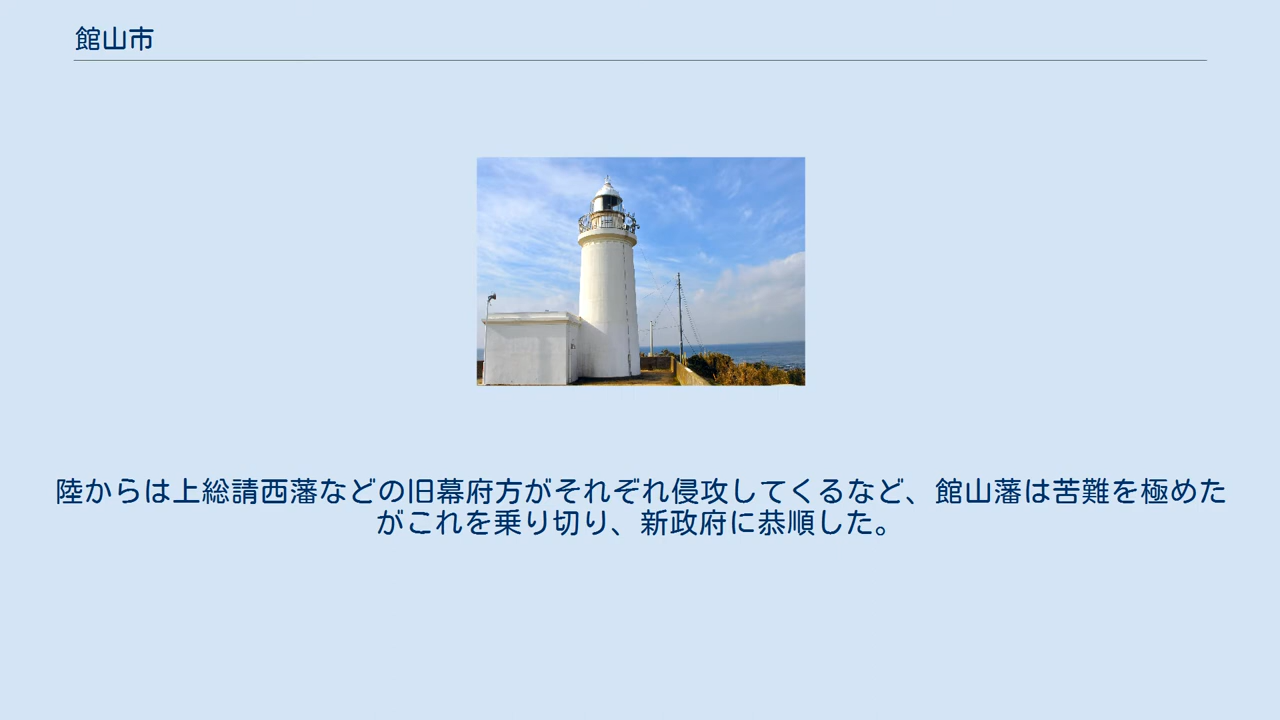 館山市
陸からは上総請西藩などの旧幕府方がそれぞれ侵攻してくるなど、館山藩は苦難を極めた
がこれを乗り切り、新政府に恭順した。